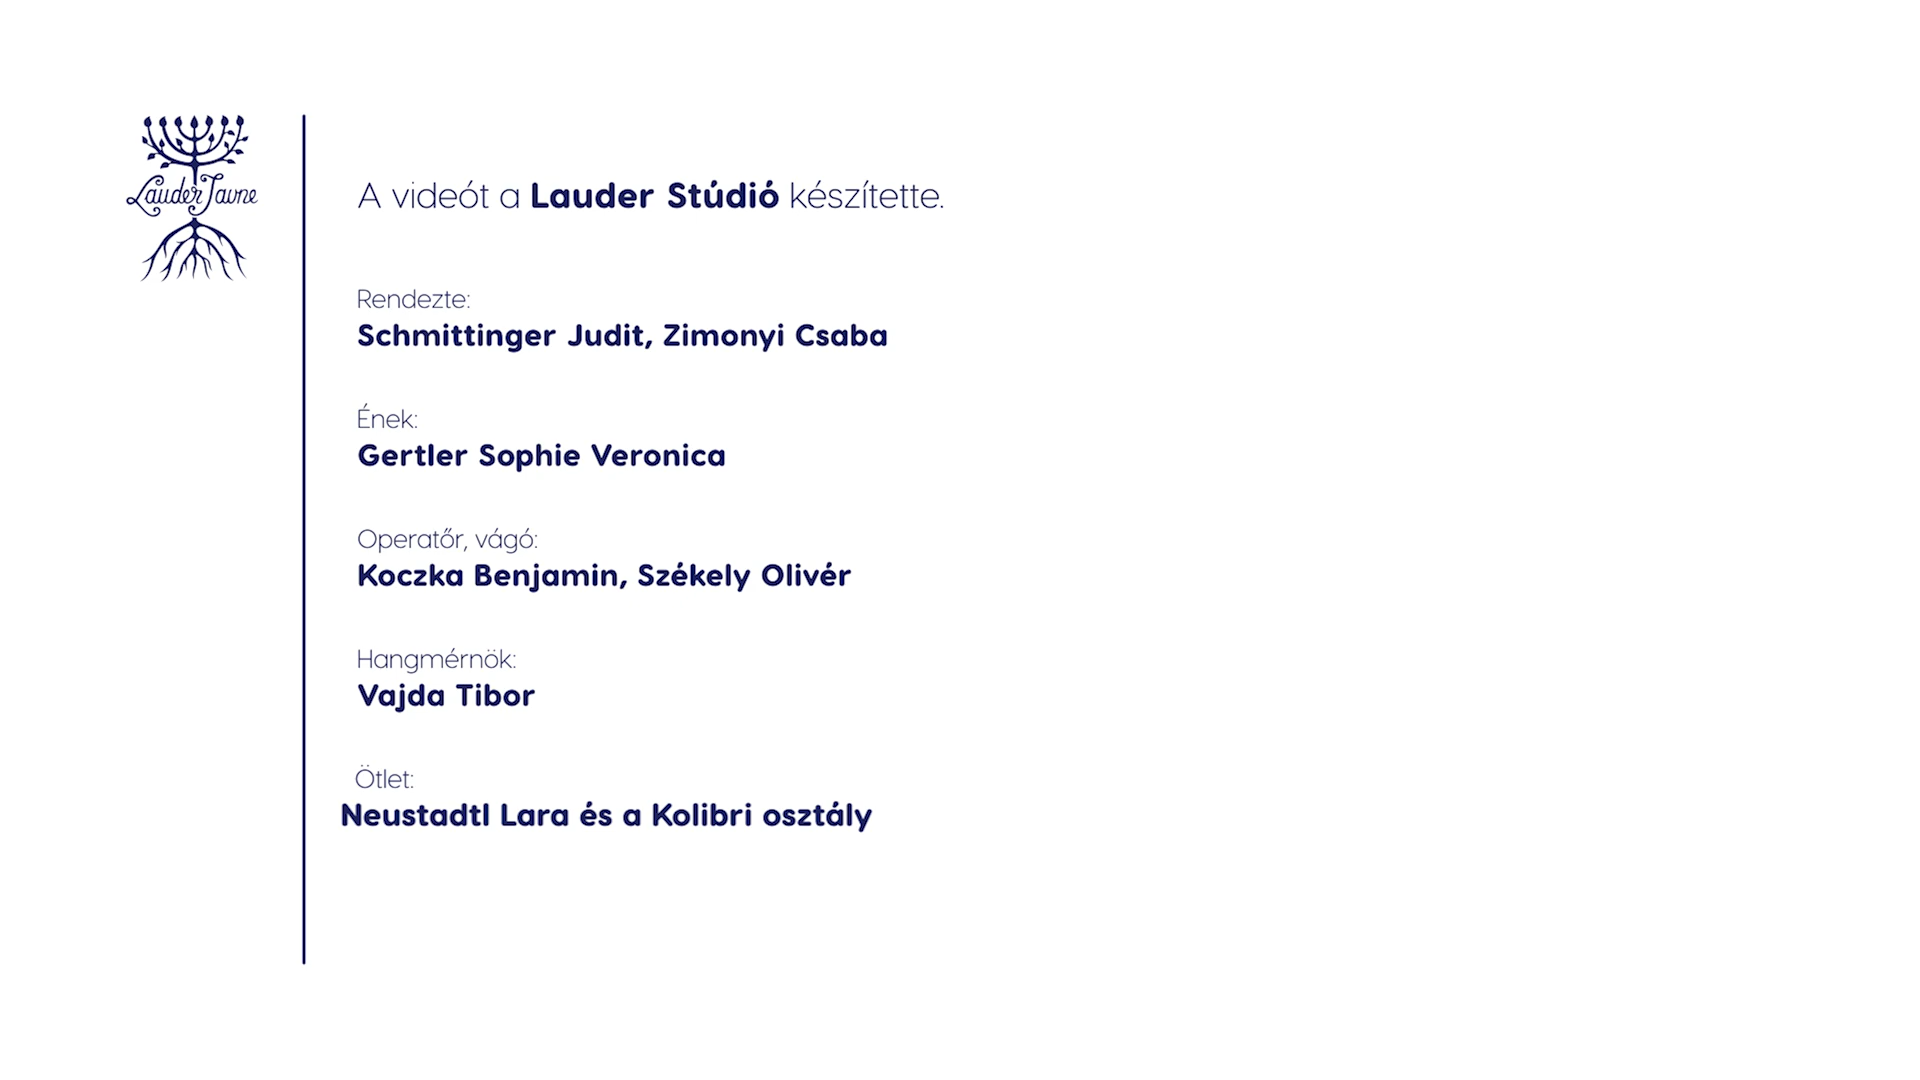 Lauder Javne
A videót a Lauder Stúdió készítette.
Rendezte:
Schmittinger Judit, Zimonyi Csaba
Ének:
Gertler Sophie Veronica
Operatőr, vágó:
Koczka Benjamin, Székely Olivér
Hangmérnök:
Vajda Tibor
Ötlet:
Neustadtl Lara és a Kolibri osztály